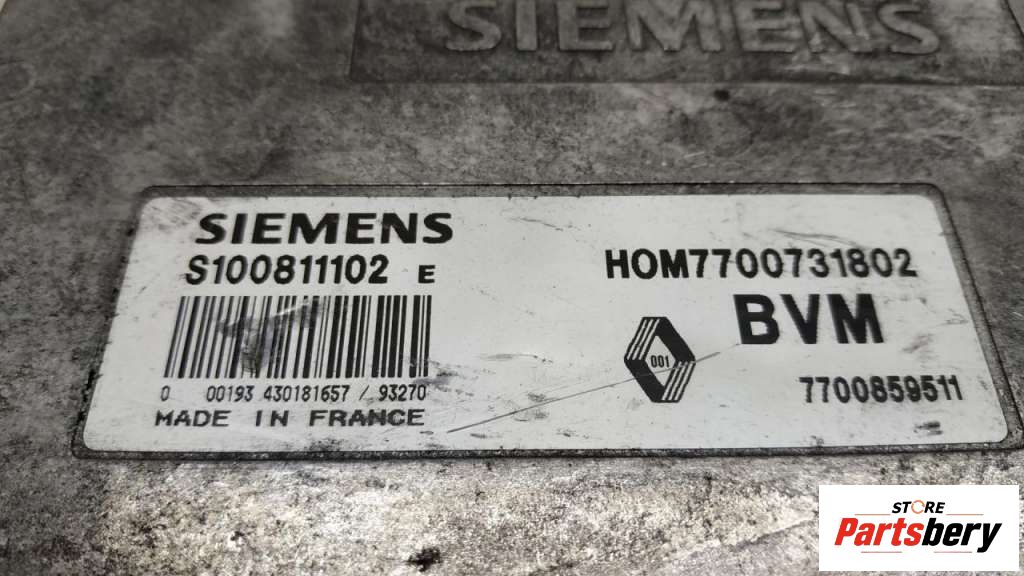 SIEMENS
SIEMENS
S100811102 E
HOM7700731802
BVM
001
7700859511
0 00193 430181657 / 93270
MADE IN FRANCE
STORE
Partsbery